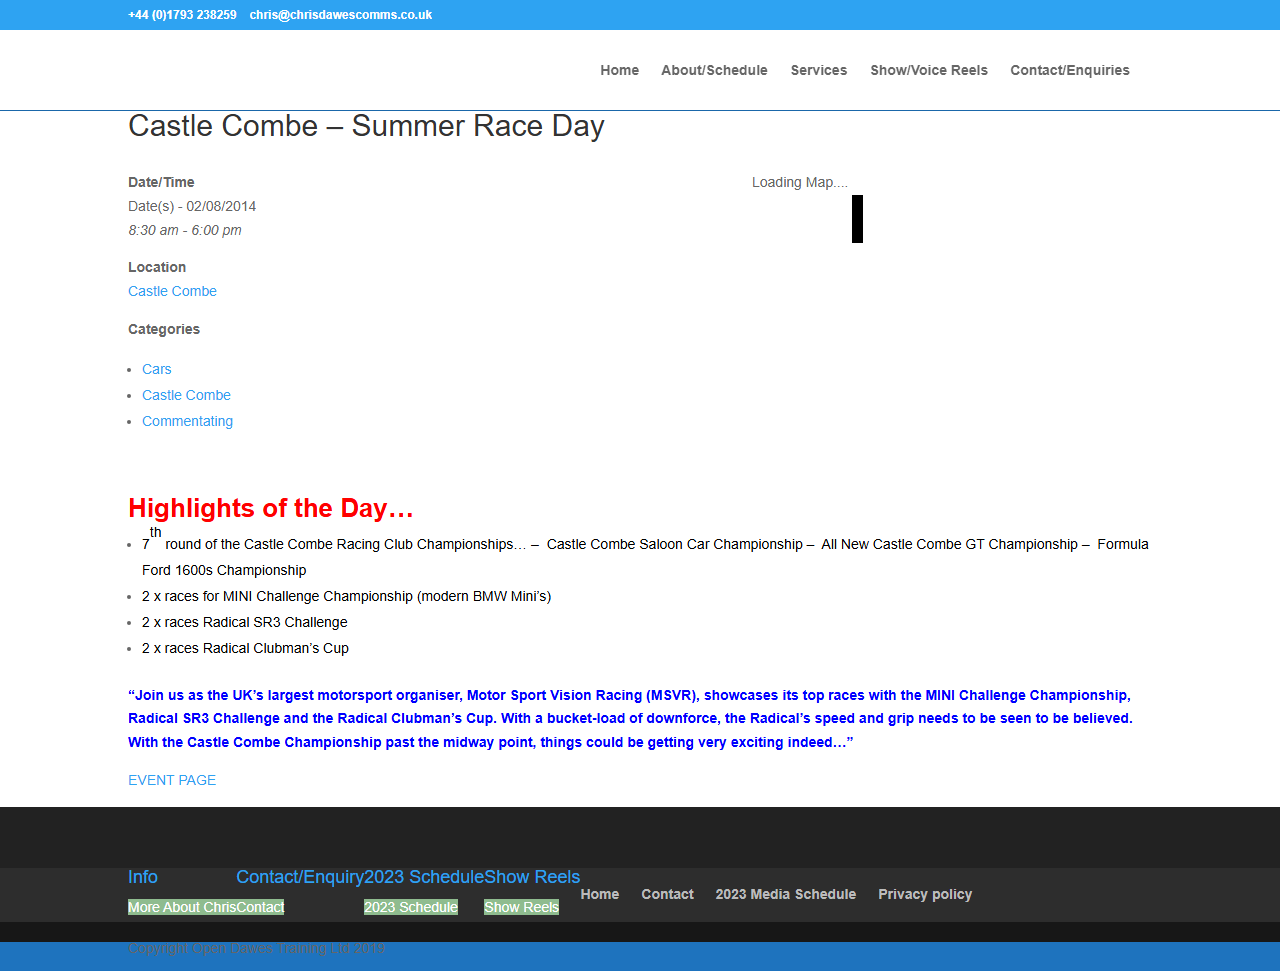 +44 (0)1793 238259 chris@chrisdawescomms.co.uk
Home About/Schedule Services Show/Voice Reels Contact/Enquiries
Castle Combe – Summer Race Day
Date/Time
Date(s) - 02/08/2014
8:30 am - 6:00 pm
Loading Map....
Location
Castle Combe
Categories
Cars
Castle Combe
Commentating
Highlights of the Day…
7th round of the Castle Combe Racing Club Championships… – Castle Combe Saloon Car Championship – All New Castle Combe GT Championship – Formula
Ford 1600s Championship
2 x races for MINI Challenge Championship (modern BMW Mini’s)
2 x races Radical SR3 Challenge
2 x races Radical Clubman’s Cup
“Join us as the UK’s largest motorsport organiser, Motor Sport Vision Racing (MSVR), showcases its top races with the MINI Challenge Championship,
Radical SR3 Challenge and the Radical Clubman’s Cup. With a bucket-load of downforce, the Radical’s speed and grip needs to be seen to be believed.
With the Castle Combe Championship past the midway point, things could be getting very exciting indeed…”
EVENT PAGE
Info Contact/Enquiry 2023 Schedule Show Reels
More About Chris Contact 2023 Schedule Show Reels
Home Contact 2023 Media Schedule Privacy policy
Copyright Open Dawes Training Ltd 2019